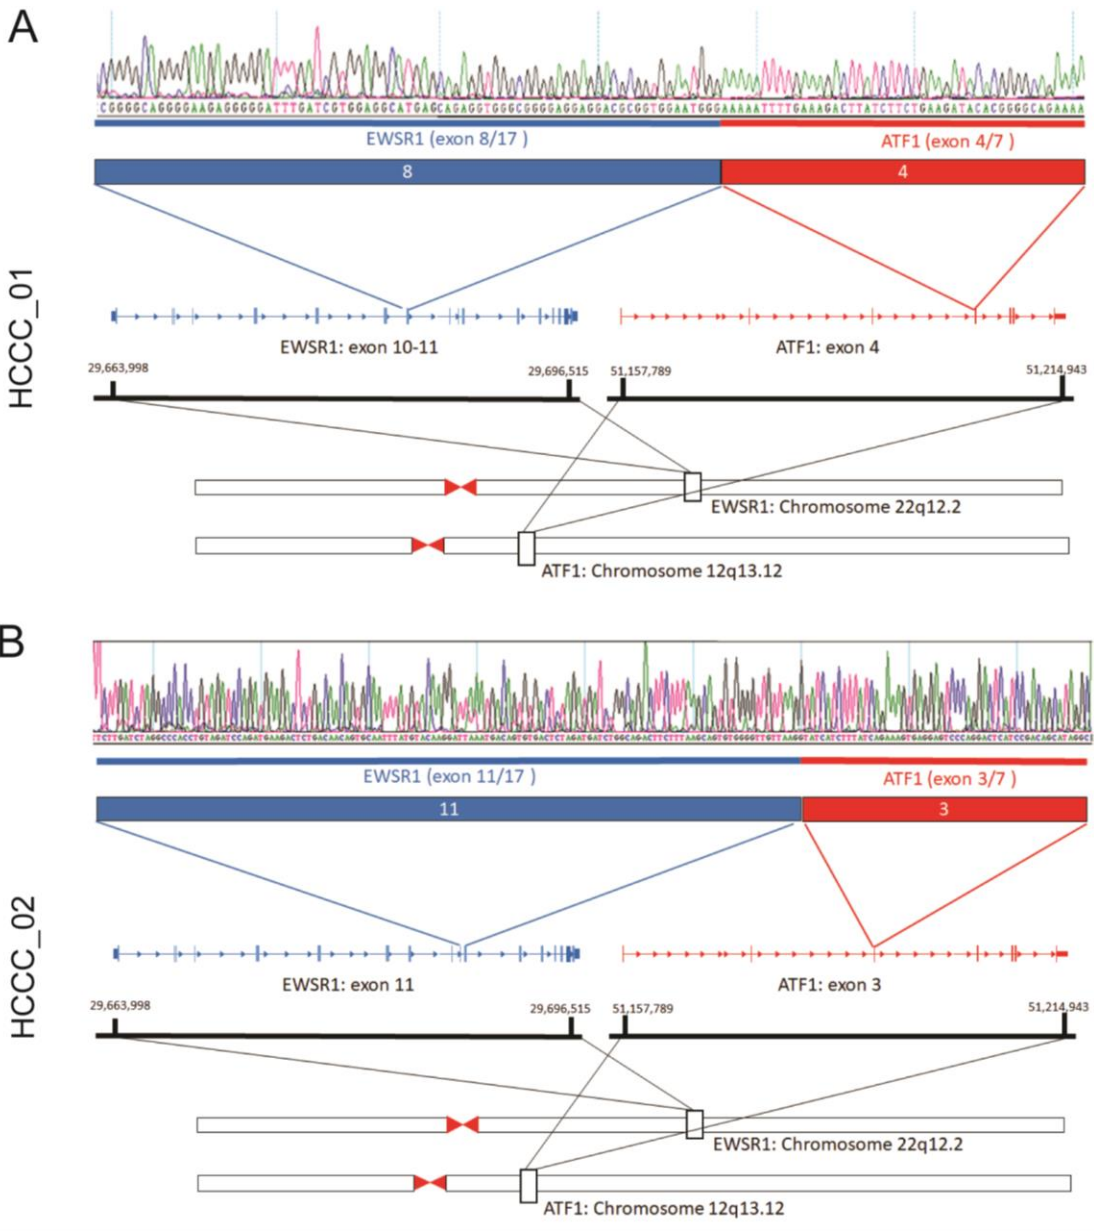 A
CGGGGCAGGGGAAGAGGGGGATTTGATCGTGGAGGCATGAGCAGAGGTGGGCGGGGAGGAGGACGCGGTGGAATGGGAAAAATTTTGAAAGACTTATCTTCTGAAGATACACGGGGCAGAAAA
EWSR1 (exon 8/17 )
ATF1 (exon 4/7 )
8
4
HCCC_01
EWSR1: exon 10-11
ATF1: exon 4
29,663,998
29,696,515
51,157,789
51,214,943
EWSR1: Chromosome 22q12.2
ATF1: Chromosome 12q13.12
B
EWSR1 (exon 11/17 )
ATF1 (exon 3/7 )
11
3
HCCC_02
EWSR1: exon 11
ATF1: exon 3
29,663,998
29,696,515
51,157,789
51,214,943
EWSR1: Chromosome 22q12.2
ATF1: Chromosome 12q13.12